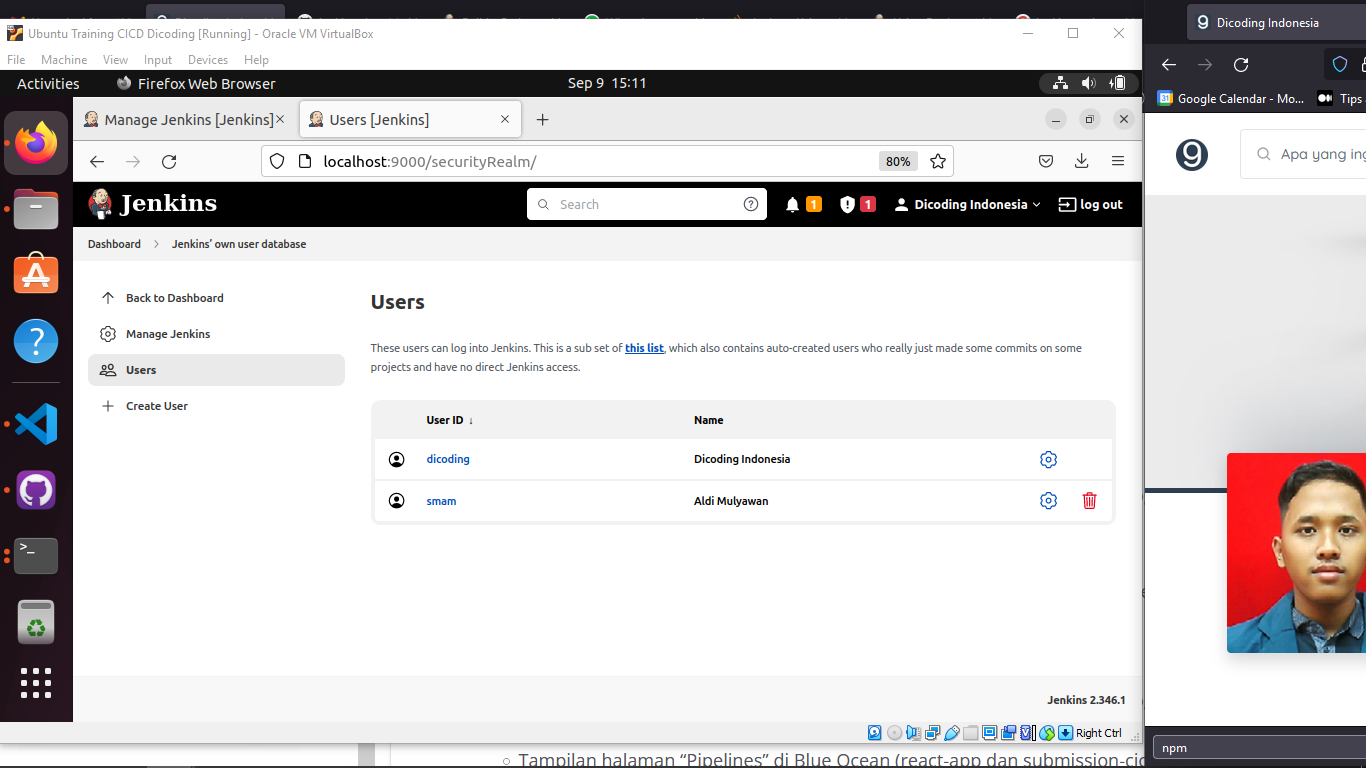 Ubuntu Training CICD Dicoding [Running] - Oracle VM VirtualBox
File Machine View Input Devices Help
Activities Firefox Web Browser Sep 9 15:11
Manage Jenkins [Jenkins] Users [Jenkins]
localhost:9000/securityRealm/ 80%
Jenkins Search 1 1 Dicoding Indonesia log out
Dashboard Jenkins' own user database
Back to Dashboard
Manage Jenkins
Users
Create User
Users
These users can log into Jenkins. This is a sub set of this list, which also contains auto-created users who really just made some commits on some
projects and have no direct Jenkins access.
User ID ↓ Name
dicoding Dicoding Indonesia
smam Aldi Mulyawan
Jenkins 2.346.1
Right Ctrl
Tampilan halaman “Pipelines” di Blue Ocean (react-app dan submission-cic
Dicoding Indonesia
Google Calendar - Mo... Tips
Apa yang ing
npm